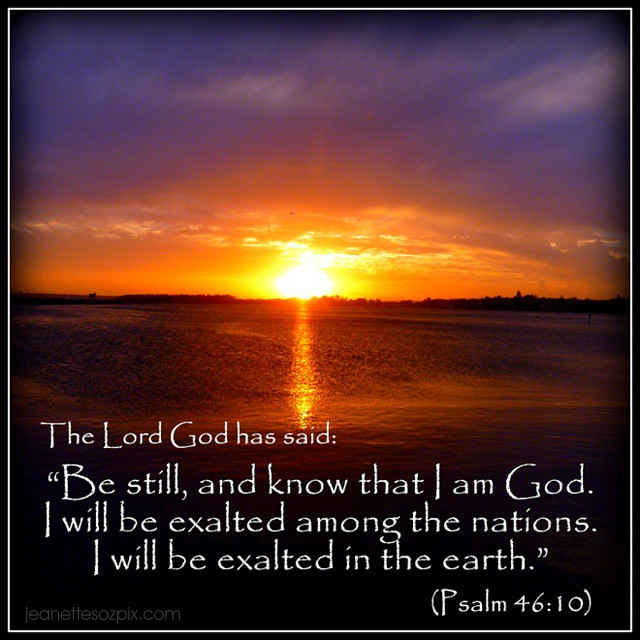 The Lord God has said:
“Be still, and know that I am God.
I will be exalted among the nations.
I will be exalted in the earth.”
(Psalm 46:10)
jeanettesozpix.com